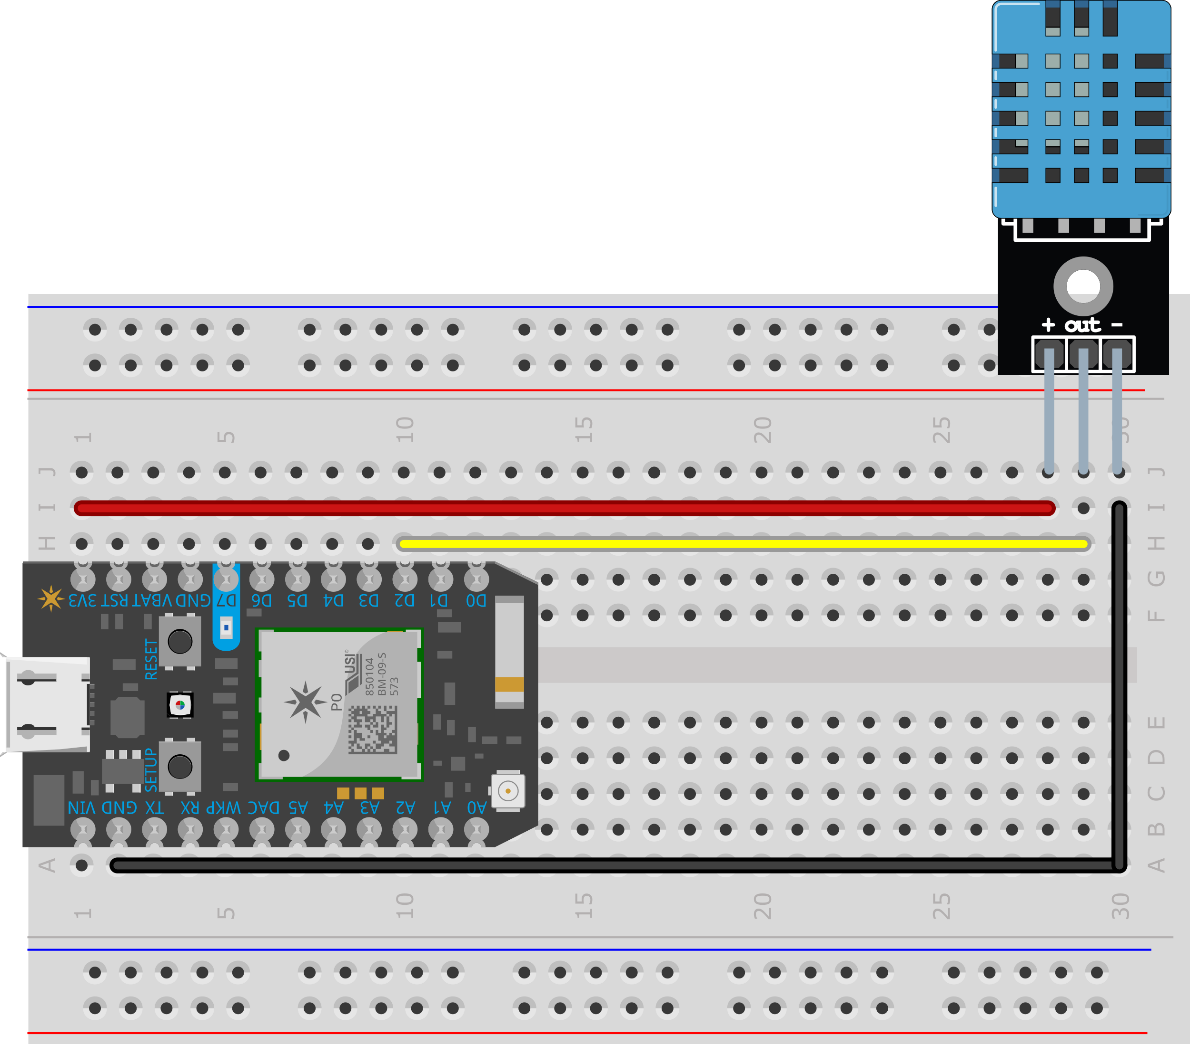 + out -
1 5 10 15 20 25 30
J J
I I
H H
3V3 RST VBAT GND D7 D6 D5 D4 D3 D2 D1 D0
G
F
RESET
USI
850104
BM-09-S
573
P0
E
SETUP
D
C
VIN GND TX RX WKP DAC A5 A4 A3 A2 A1 A0
B
A A
1 5 10 15 20 25 30